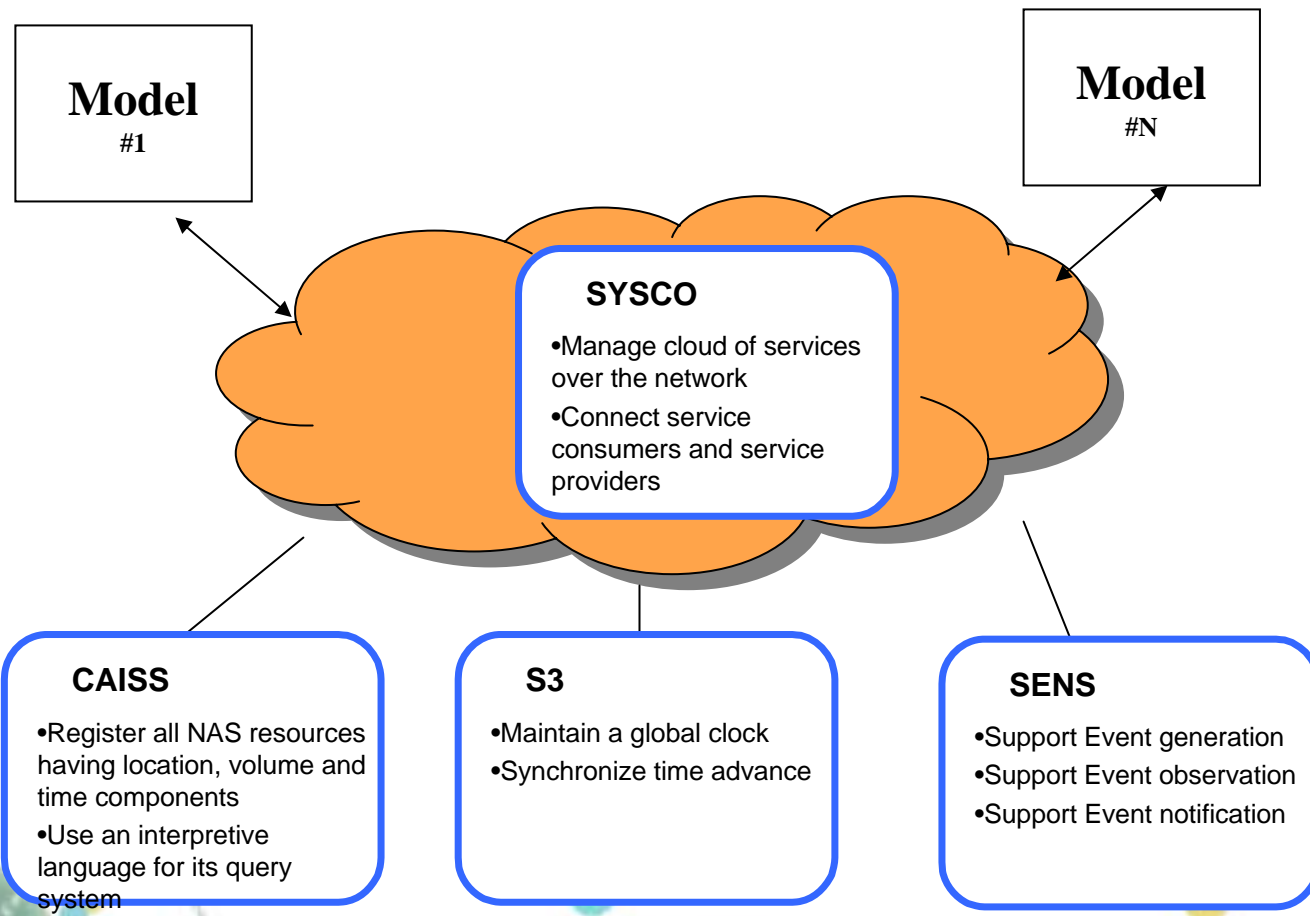 Model
#1
Model
#N
SYSCO
•Manage cloud of services
over the network
•Connect service
consumers and service
providers
CAISS
•Register all NAS resources
having location, volume and
time components
•Use an interpretive
language for its query
system
S3
•Maintain a global clock
•Synchronize time advance
SENS
•Support Event generation
•Support Event observation
•Support Event notification